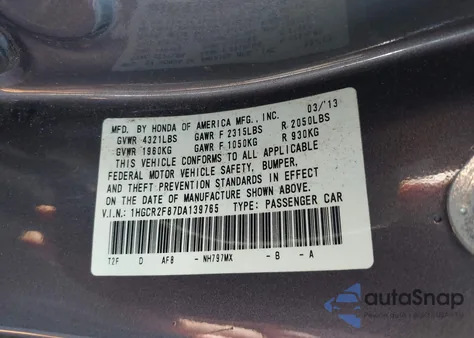 MFD. BY HONDA OF AMERICA MFG., INC. 03/'13
GVWR 4321LBS GAWR F 2315LBS R 2050LBS
GVWR 1960KG GAWR F 1050KG R 930KG
THIS VEHICLE CONFORMS TO ALL APPLICABLE
FEDERAL MOTOR VEHICLE SAFETY, BUMPER,
AND THEFT PREVENTION STANDARDS IN EFFECT
ON THE DATE OF MANUFACTURE SHOWN ABOVE.
V.I.N.: 1HGCR2F87DA139765 TYPE: PASSENGER CAR
T2F D AF8 - NH797MX - B - A
autoSnap